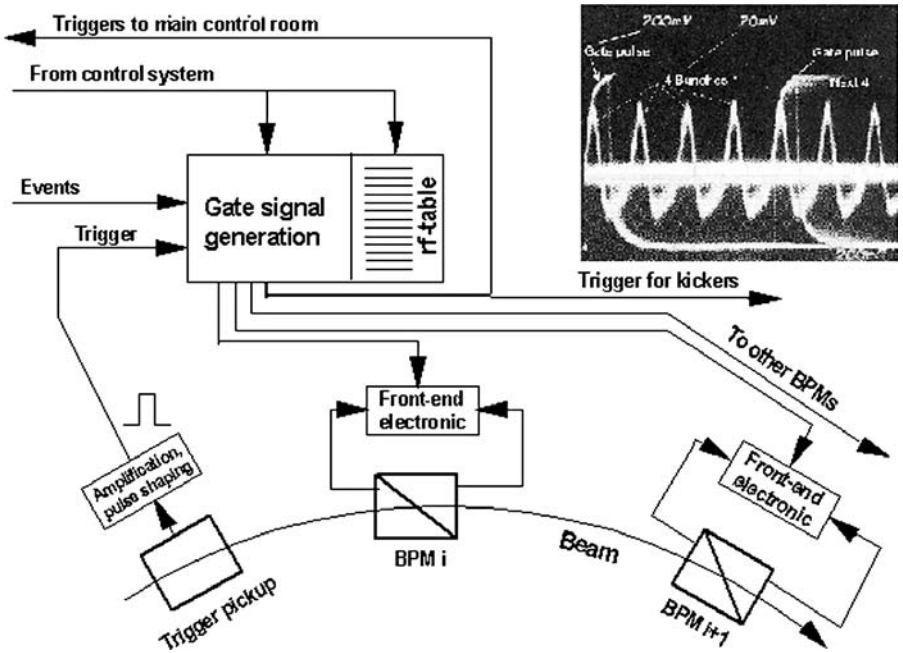 Triggers to main control room
From control system
Events
Trigger
Gate signal
generation
rf-table
200mV
70mV
Gate pulse
Gate pulse
4 Bunches
Next 4
Trigger for kickers
To other BPMs
Front-end
electronic
Amplification,
pulse shaping
Front-end
electronic
BPM i
Beam
Trigger pickup
BPM i+1